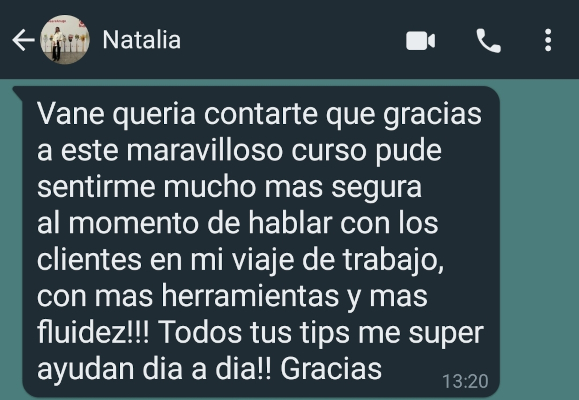 Natalia
Vane queria contarte que gracias
a este maravilloso curso pude
sentirme mucho mas segura
al momento de hablar con los
clientes en mi viaje de trabajo,
con mas herramientas y mas
fluidez!!! Todos tus tips me super
ayudan dia a dia!! Gracias
13:20